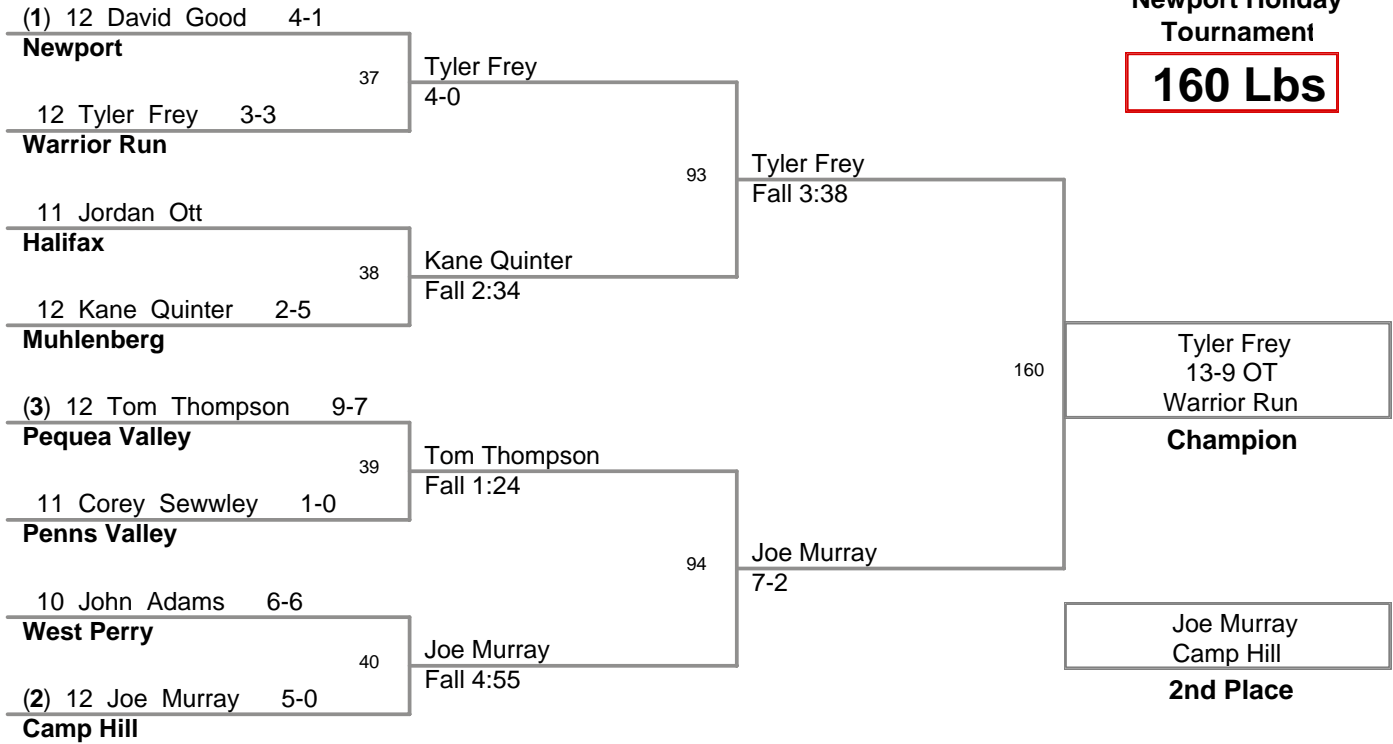 Newport Holiday
Tournament
160 Lbs
(1) 12 David Good 4-1
Newport
37
12 Tyler Frey 3-3
Warrior Run
Tyler Frey
4-0
11 Jordan Ott
Halifax
38
12 Kane Quinter 2-5
Muhlenberg
Kane Quinter
Fall 2:34
93
Tyler Frey
Fall 3:38
(3) 12 Tom Thompson 9-7
Pequea Valley
39
11 Corey Sewwley 1-0
Penns Valley
Tom Thompson
Fall 1:24
10 John Adams 6-6
West Perry
40
(2) 12 Joe Murray 5-0
Camp Hill
Joe Murray
Fall 4:55
94
Joe Murray
7-2
160
Tyler Frey
13-9 OT
Warrior Run
Champion
Joe Murray
Camp Hill
2nd Place